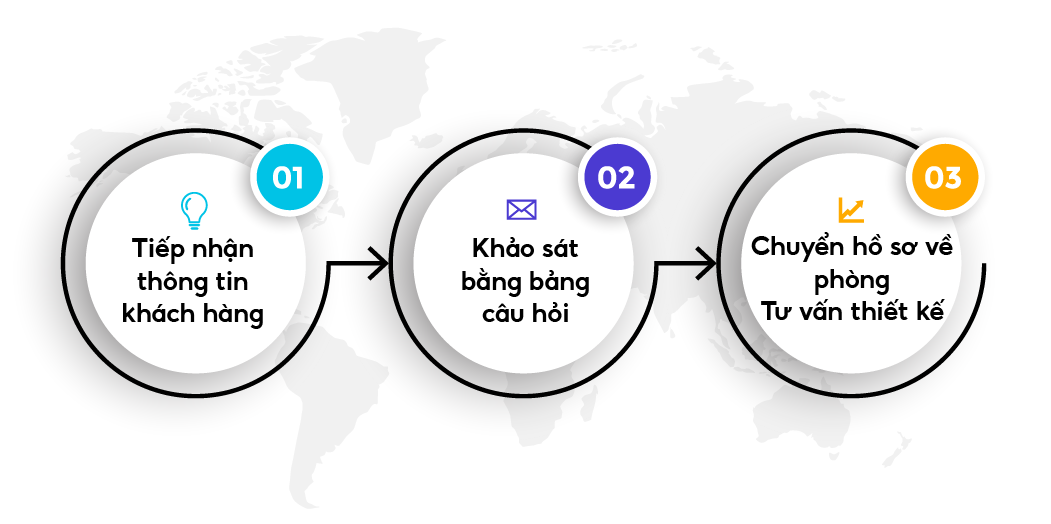 01
Tiếp nhận
thông tin
khách hàng
02
Khảo sát
bằng bảng
câu hỏi
03
Chuyển hồ sơ về
phòng
Tư vấn thiết kế